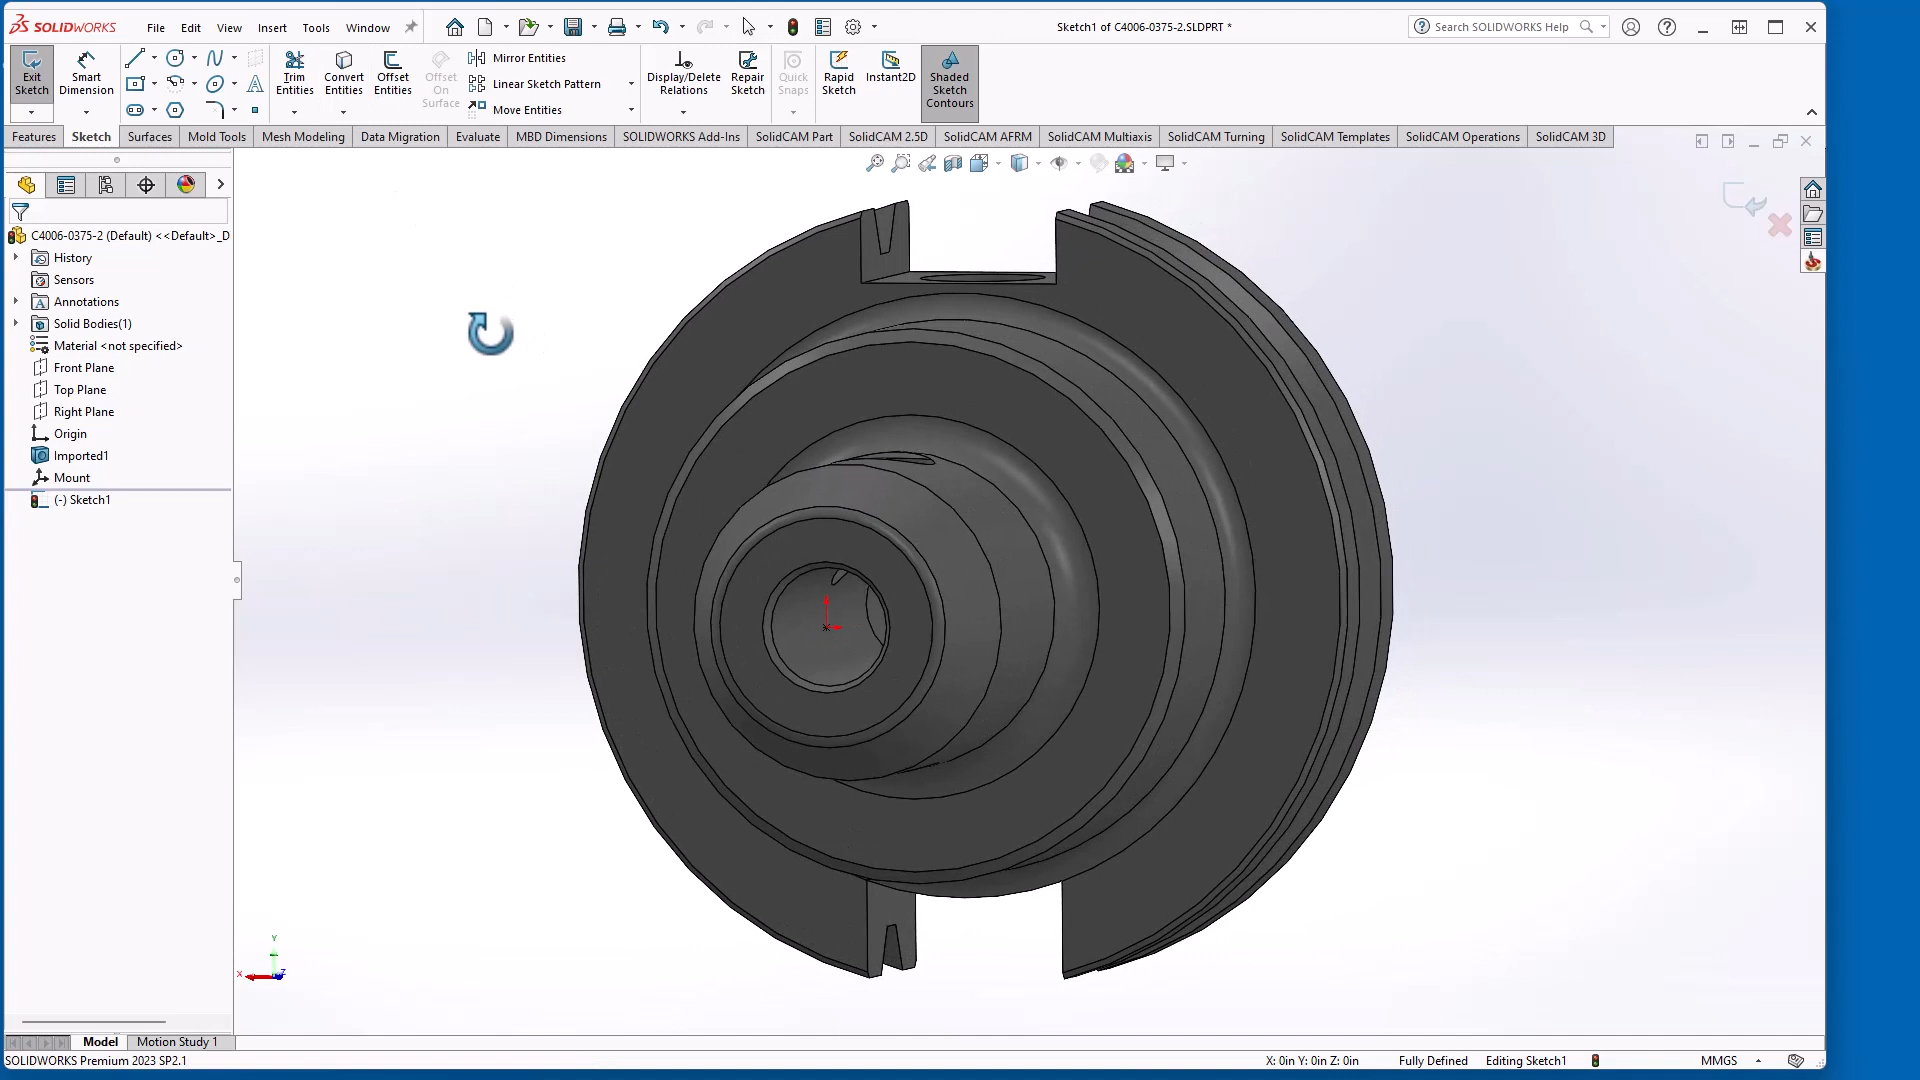 SOLIDWORKS File Edit View Insert Tools Window Sketch1 of C4006-0375-2.SLDPRT * Search SOLIDWORKS Help
Exit Sketch
Smart Dimension
Trim Entities
Convert Entities
Offset Entities
Offset On Surface
Mirror Entities
Linear Sketch Pattern
Move Entities
Display/Delete Relations
Repair Sketch
Quick Snaps
Rapid Sketch
Instant2D
Shaded Sketch Contours
Features Sketch Surfaces Mold Tools Mesh Modeling Data Migration Evaluate MBD Dimensions SOLIDWORKS Add-Ins SolidCAM Part SolidCAM 2.5D SolidCAM AFRM SolidCAM Multiaxis SolidCAM Turning SolidCAM Templates SolidCAM Operations SolidCAM 3D
C4006-0375-2 (Default) <<Default>_D
History
Sensors
Annotations
Solid Bodies(1)
Material <not specified>
Front Plane
Top Plane
Right Plane
Origin
Imported1
Mount
(-) Sketch1
Y
X
Z
Model Motion Study 1
SOLIDWORKS Premium 2023 SP2.1 X: 0in Y: 0in Z: 0in Fully Defined Editing Sketch1 MMGS